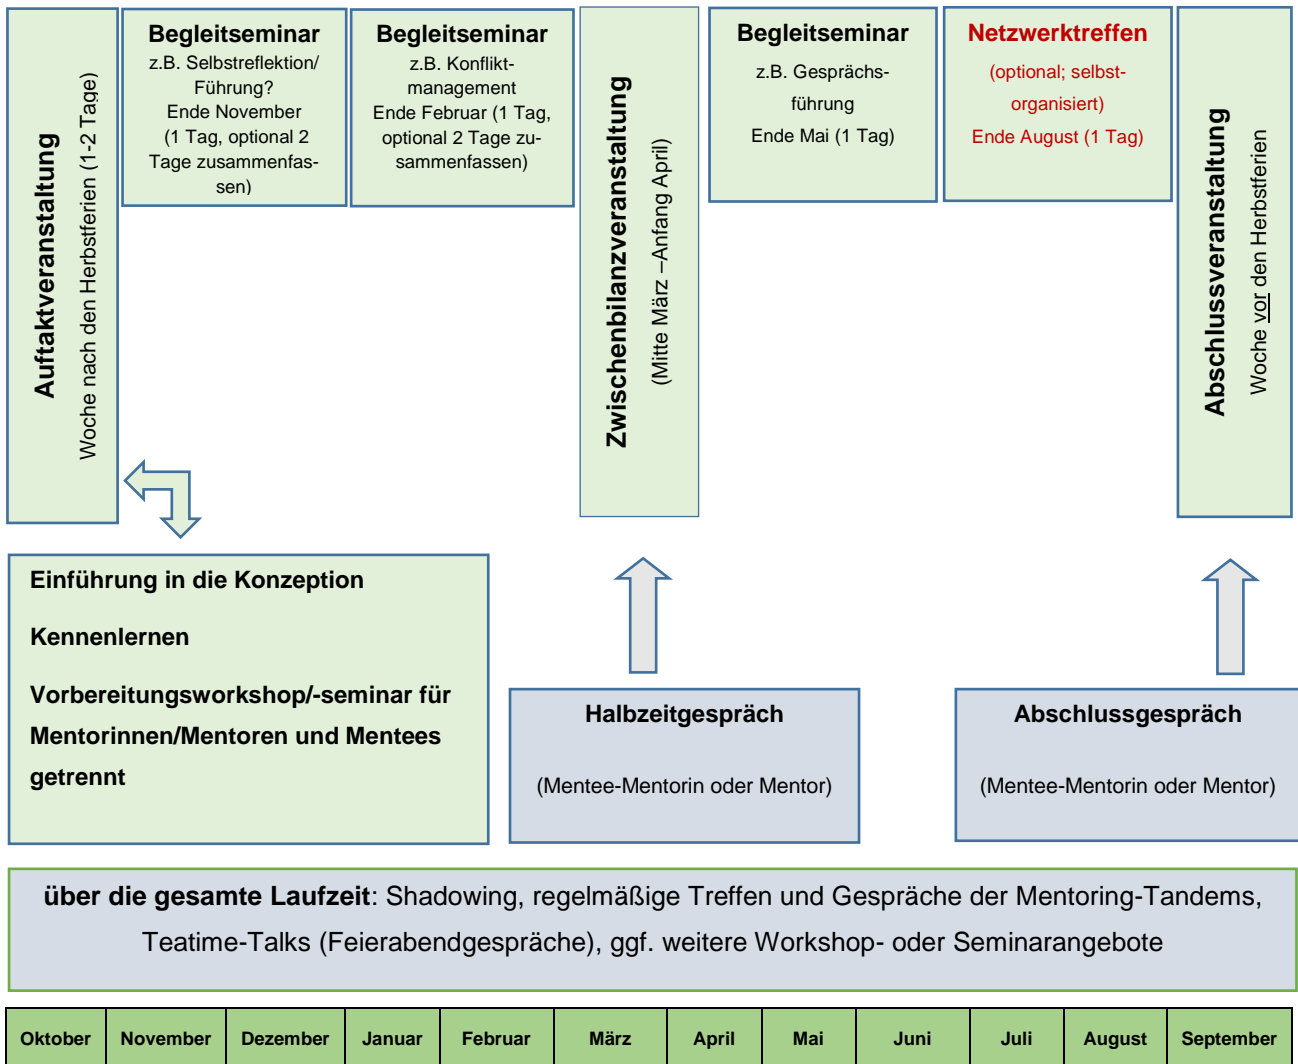 Auftaktveranstaltung
Woche nach den Herbstferien (1-2 Tage)
Begleitseminar
z.B. Selbstreflektion/
Führung?
Ende November
(1 Tag, optional 2
Tage zusammenfas-
sen)
Begleitseminar
z.B. Konflikt-
management
Ende Februar (1 Tag,
optional 2 Tage zu-
sammenfassen)
Zwischenbilanzveranstaltung
(Mitte März –Anfang April)
Begleitseminar
z.B. Gesprächs-
führung
Ende Mai (1 Tag)
Netzwerktreffen
(optional; selbst-
organisiert)
Ende August (1 Tag)
Abschlussveranstaltung
Woche vor den Herbstferien
Einführung in die Konzeption
Kennenlernen
Vorbereitungsworkshop/-seminar für
Mentorinnen/Mentoren und Mentees
getrennt
Halbzeitgespräch
(Mentee-Mentorin oder Mentor)
Abschlussgespräch
(Mentee-Mentorin oder Mentor)
über die gesamte Laufzeit: Shadowing, regelmäßige Treffen und Gespräche der Mentoring-Tandems,
Teatime-Talks (Feierabendgespräche), ggf. weitere Workshop- oder Seminarangebote
Oktober November Dezember Januar Februar März April Mai Juni Juli August September